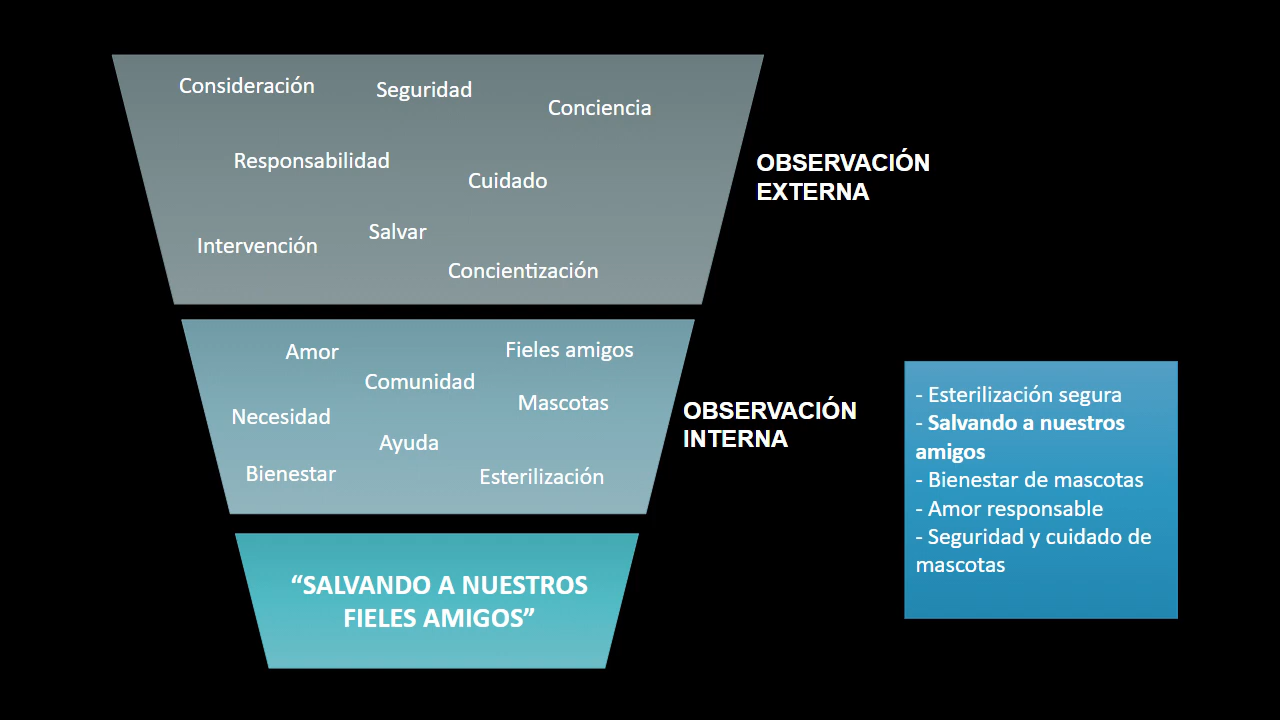 Consideración
Seguridad
Conciencia
Responsabilidad
Cuidado
Intervención
Salvar
Concientización
OBSERVACIÓN
EXTERNA
Amor
Fieles amigos
Comunidad
Mascotas
Necesidad
Ayuda
Bienestar
Esterilización
OBSERVACIÓN
INTERNA
“SALVANDO A NUESTROS
FIELES AMIGOS”
- Esterilización segura
- Salvando a nuestros
amigos
- Bienestar de mascotas
- Amor responsable
- Seguridad y cuidado de
mascotas